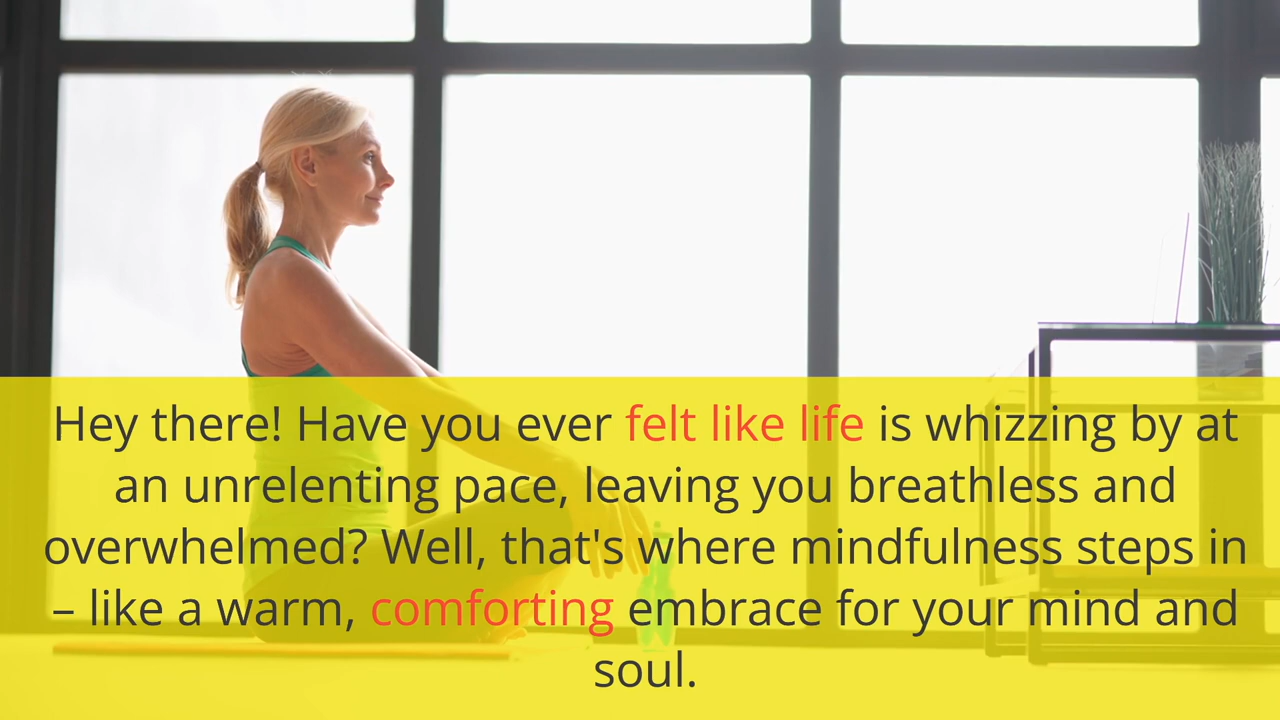 Hey there! Have you ever felt like life is whizzing by at
an unrelenting pace, leaving you breathless and
overwhelmed? Well, that's where mindfulness steps in
– like a warm, comforting embrace for your mind and
soul.